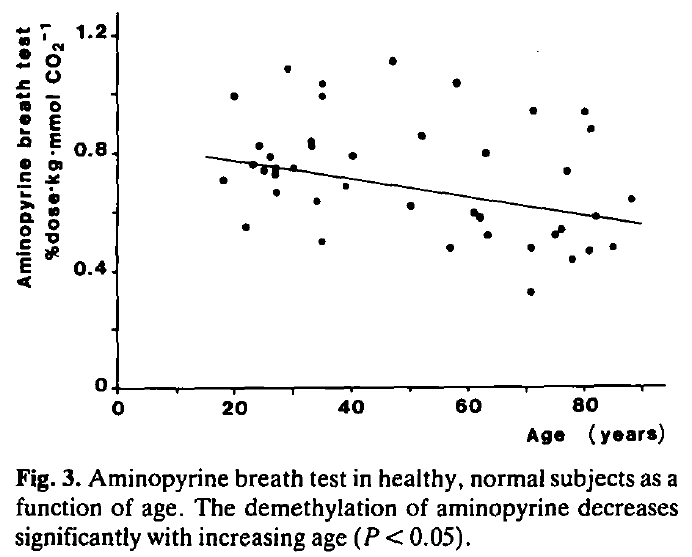 Aminopyrine breath test
%dose·kg·mmol CO₂⁻¹
1.2
0.8
0.4
0
0 20 40 60 80
Age (years)
Fig. 3. Aminopyrine breath test in healthy, normal subjects as a
function of age. The demethylation of aminopyrine decreases
significantly with increasing age (P < 0.05).